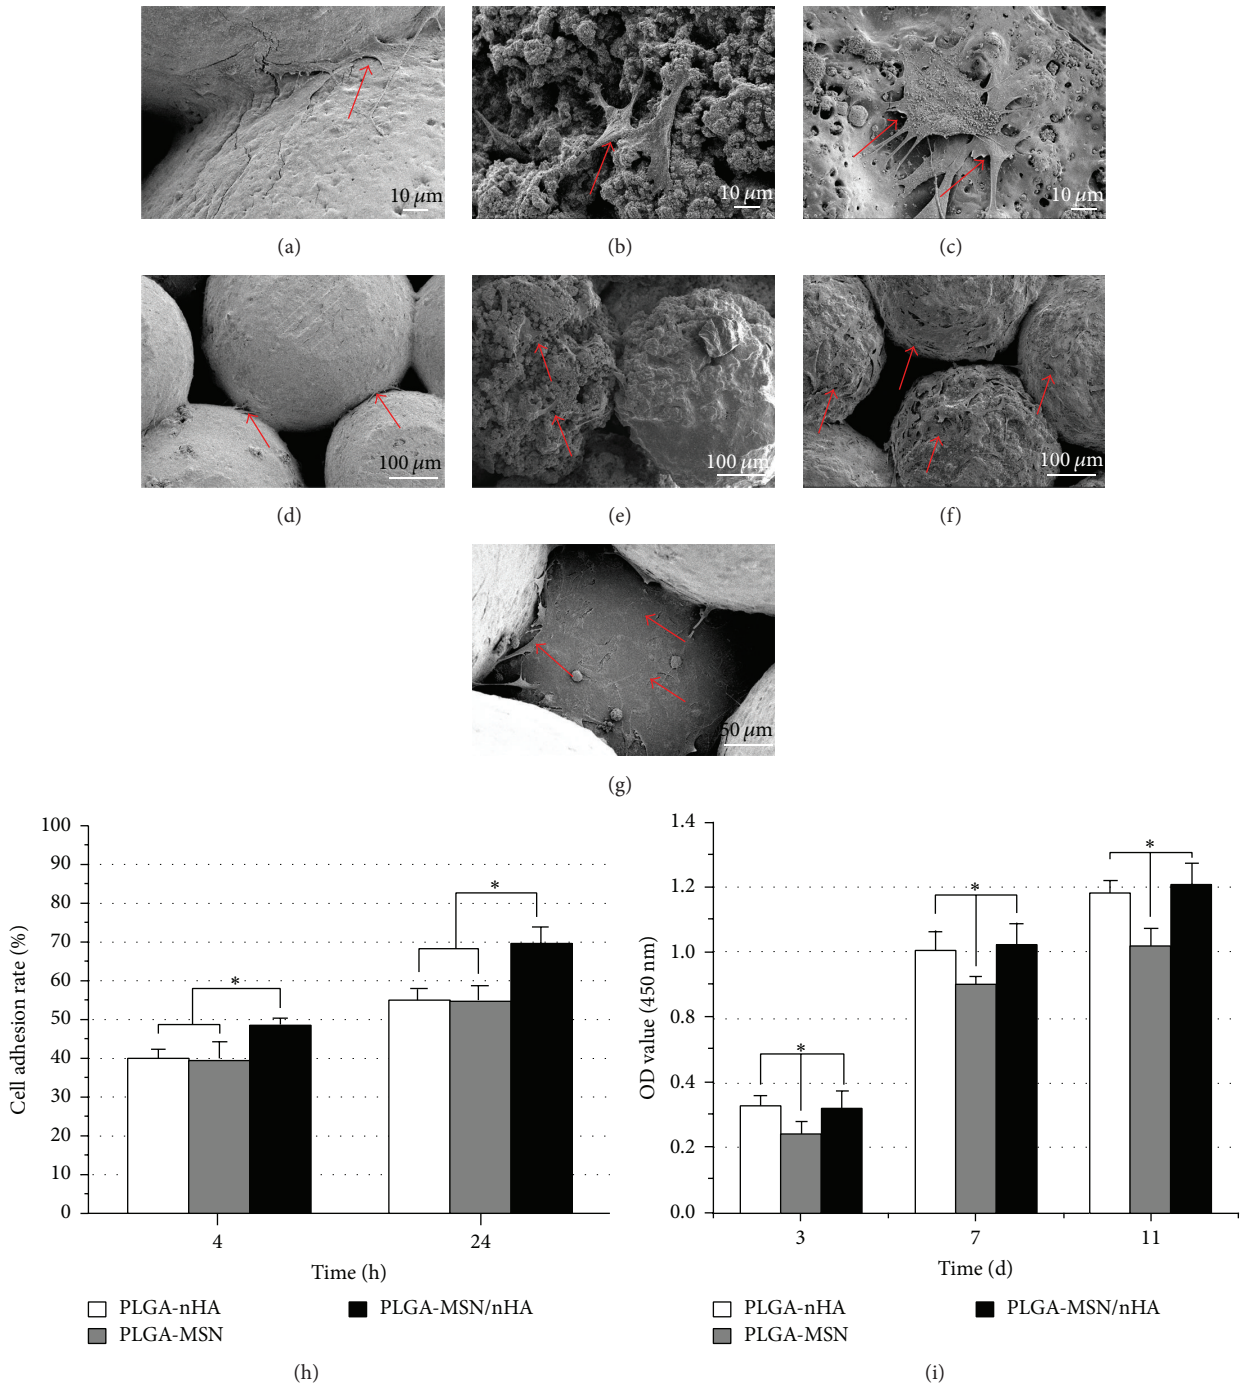 10 μm
10 μm
10 μm
(a)
(b)
(c)
100 μm
100 μm
100 μm
(d)
(e)
(f)
50 μm
(g)
Cell adhesion rate (%)
100
90
80
70
60
50
40
30
20
10
0
*
*
4
24
Time (h)
PLGA-nHA
PLGA-MSN
PLGA-MSN/nHA
(h)
OD value (450 nm)
1.4
1.2
1.0
0.8
0.4
0.2
0.0
*
*
*
3
7
11
Time (d)
PLGA-nHA
PLGA-MSN
PLGA-MSN/nHA
(i)